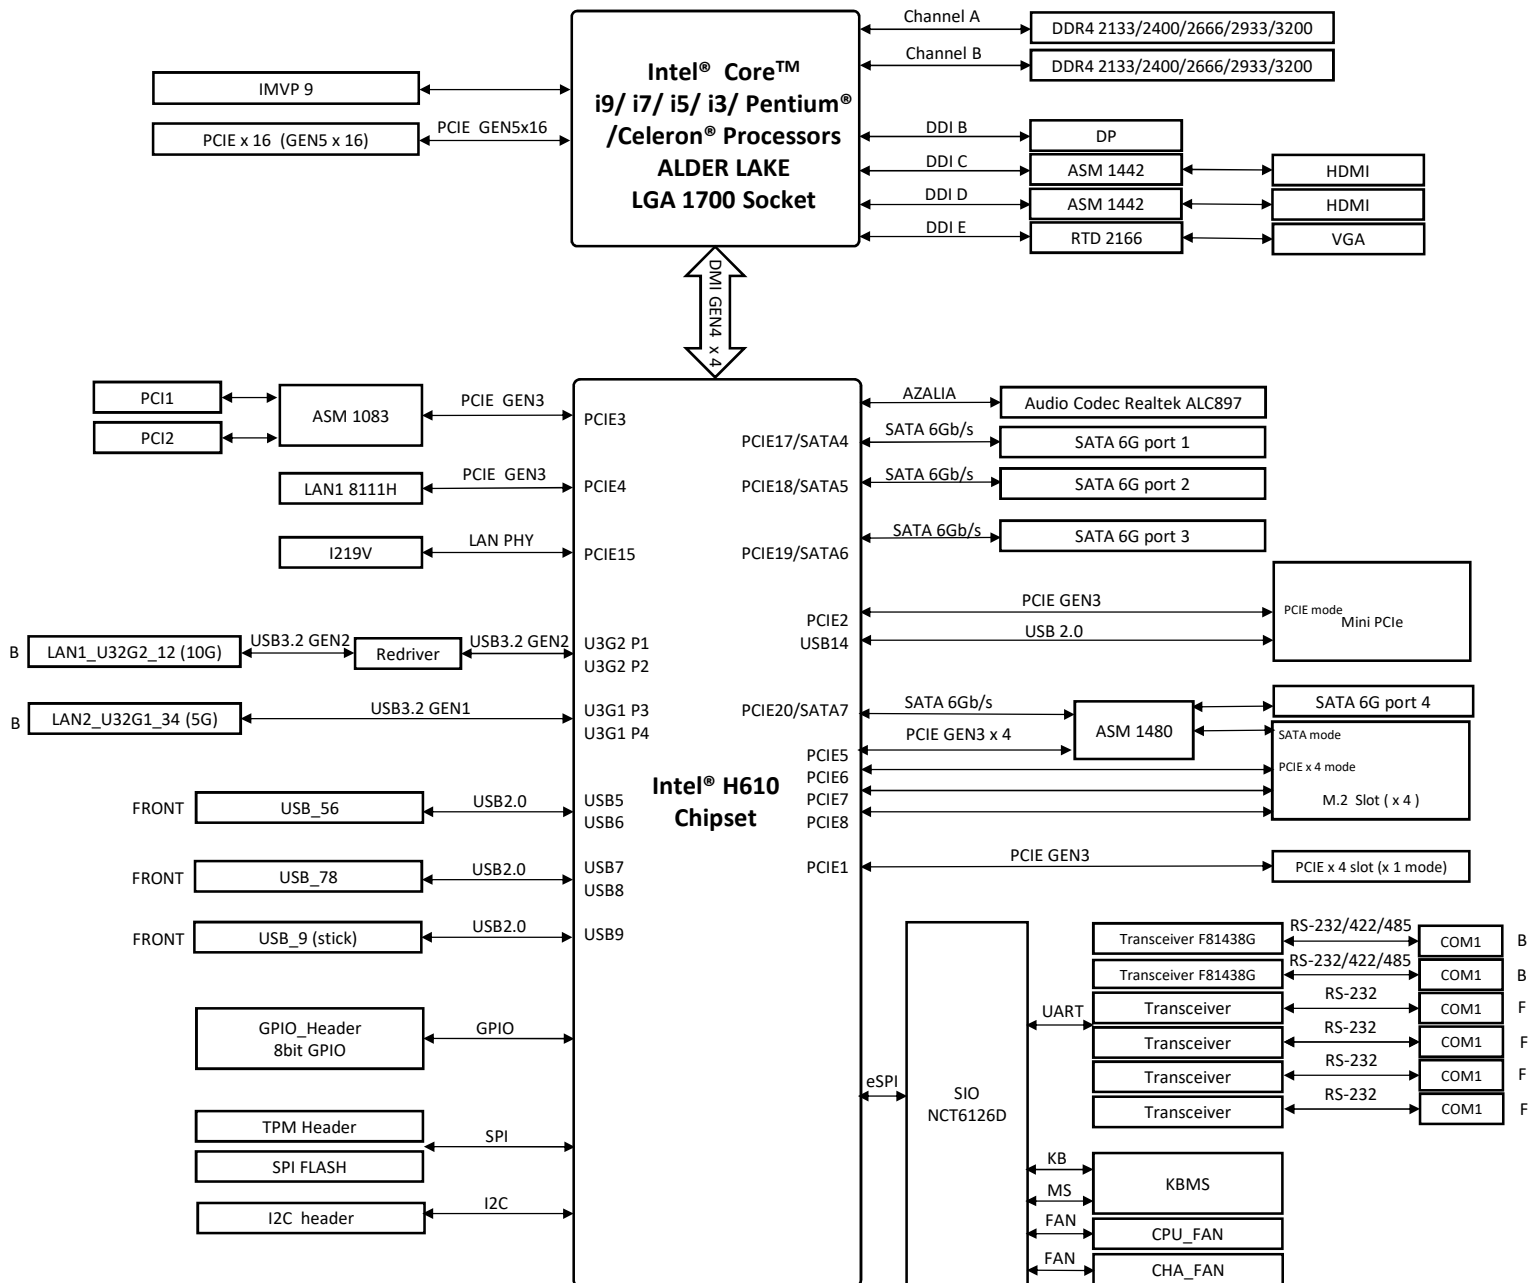 Channel A
DDR4 2133/2400/2666/2933/3200
Channel B
DDR4 2133/2400/2666/2933/3200
Intel® Core™
i9/ i7/ i5/ i3/ Pentium®
/Celeron® Processors
ALDER LAKE
LGA 1700 Socket
IMVP 9
PCIE x 16 (GEN5 x 16)
PCIE GEN5x16
DDI B
DP
DDI C
ASM 1442
HDMI
DDI D
ASM 1442
HDMI
DDI E
RTD 2166
VGA
DMI GEN4 x 4
PCI1
PCI2
ASM 1083
PCIE GEN3
PCIE3
LAN1 8111H
PCIE GEN3
PCIE4
I219V
LAN PHY
PCIE15
B
LAN1_U32G2_12 (10G)
USB3.2 GEN2
Redriver
USB3.2 GEN2
U3G2 P1
U3G2 P2
B
LAN2_U32G1_34 (5G)
USB3.2 GEN1
U3G1 P3
U3G1 P4
FRONT
USB_56
USB2.0
USB5
USB6
FRONT
USB_78
USB2.0
USB7
USB8
FRONT
USB_9 (stick)
USB2.0
USB9
GPIO_Header
8bit GPIO
GPIO
TPM Header
SPI FLASH
SPI
I2C header
I2C
Intel® H610
Chipset
AZALIA
Audio Codec Realtek ALC897
PCIE17/SATA4
SATA 6Gb/s
SATA 6G port 1
PCIE18/SATA5
SATA 6Gb/s
SATA 6G port 2
PCIE19/SATA6
SATA 6Gb/s
SATA 6G port 3
PCIE2
PCIE GEN3
PCIE mode
Mini PCIe
USB14
USB 2.0
PCIE20/SATA7
SATA 6Gb/s
ASM 1480
SATA 6G port 4
PCIE GEN3 x 4
SATA mode
PCIE x 4 mode
M.2 Slot ( x 4 )
PCIE5
PCIE6
PCIE7
PCIE8
PCIE1
PCIE GEN3
PCIE x 4 slot (x 1 mode)
eSPI
SIO
NCT6126D
UART
Transceiver F81438G
RS-232/422/485
COM1
B
Transceiver F81438G
RS-232/422/485
COM1
B
Transceiver
RS-232
COM1
F
Transceiver
RS-232
COM1
F
Transceiver
RS-232
COM1
F
Transceiver
RS-232
COM1
F
KB
MS
KBMS
FAN
CPU_FAN
FAN
CHA_FAN